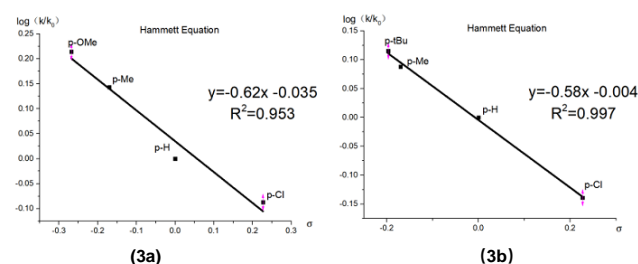 log (k/k₀)
Hammett Equation
p-OMe
p-Me
p-H
p-Cl
y=-0.62x -0.035
R²=0.953
0.25
0.20
0.15
0.10
0.05
0.00
-0.05
-0.10
-0.3 -0.2 -0.1 0.0 0.1 0.2 0.3 σ
(3a)
log (k/k₀)
Hammett Equation
p-tBu
p-Me
p-H
p-Cl
y=-0.58x -0.004
R²=0.997
0.15
0.10
0.05
0.00
-0.05
-0.10
-0.15
-0.2 0.0 0.2 σ
(3b)